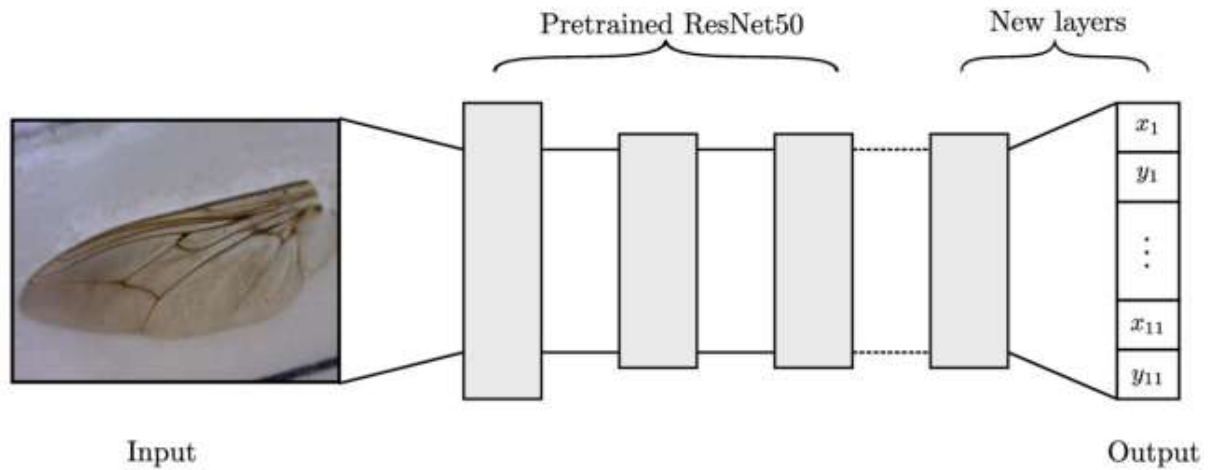 Pretrained ResNet50
New layers
x₁
y₁
⋮
x₁₁
y₁₁
Input
Output